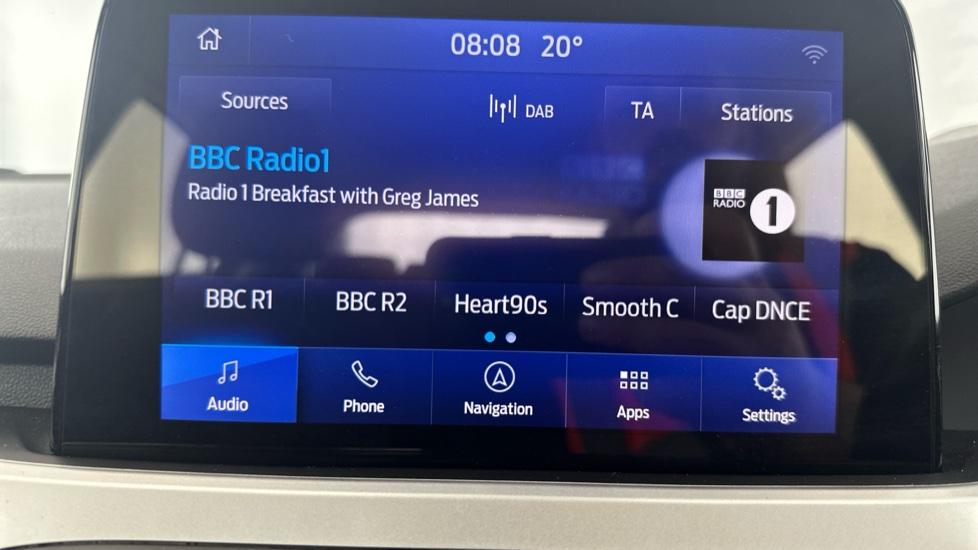 08:08 20°
Sources
DAB
TA
Stations
BBC Radio1
Radio 1 Breakfast with Greg James
BBC
RADIO
1
BBC R1
BBC R2
Heart90s
Smooth C
Cap DNCE
Audio
Phone
Navigation
Apps
Settings